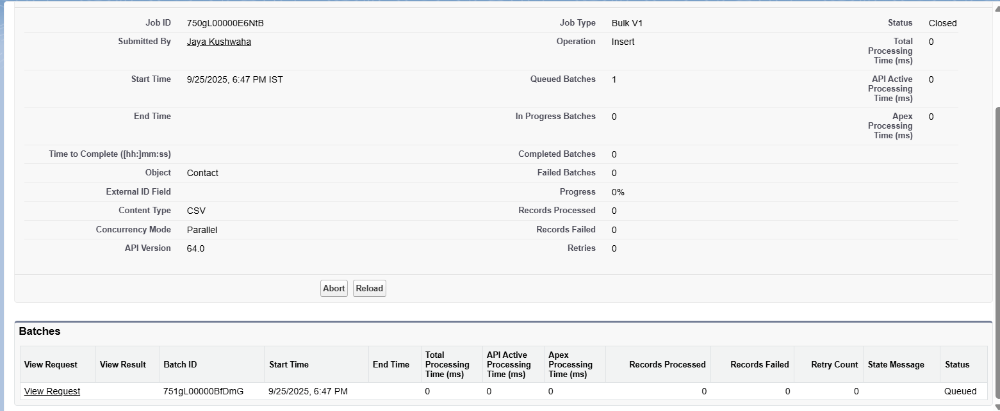 Job ID 750gL00000E6NtB Job Type Bulk V1 Status Closed
Submitted By Jaya Kushwaha Operation Insert Total Processing Time (ms) 0
Start Time 9/25/2025, 6:47 PM IST Queued Batches 1 API Active Processing Time (ms) 0
End Time In Progress Batches 0 Apex Processing Time (ms) 0
Time to Complete ([hh:]mm:ss) Completed Batches 0
Object Contact Failed Batches 0
External ID Field Progress 0%
Content Type CSV Records Processed 0
Concurrency Mode Parallel Records Failed 0
API Version 64.0 Retries 0
Abort Reload
Batches
View Request View Result Batch ID Start Time End Time Total Processing Time (ms) API Active Processing Time (ms) Apex Processing Time (ms) Records Processed Records Failed Retry Count State Message Status
View Request 751gL00000BfDmG 9/25/2025, 6:47 PM 0 0 0 0 0 0 Queued